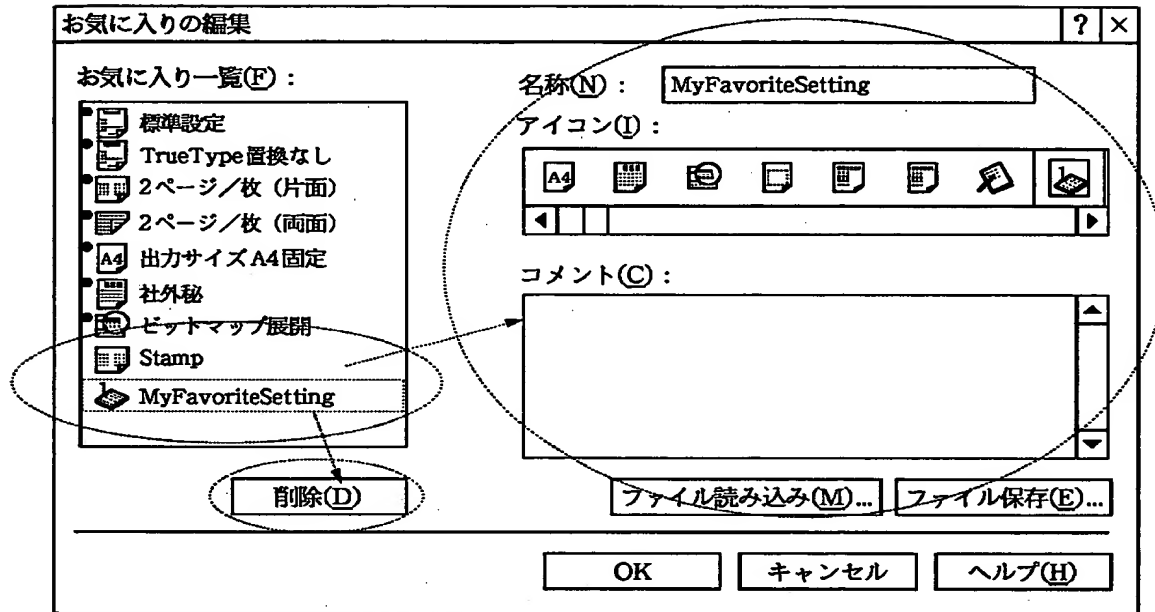 お気に入りの編集 ? ×
お気に入り一覧(F):
標準設定
TrueType置換なし
2ページ/枚(片面)
2ページ/枚(両面)
A4 出力サイズA4固定
社外秘
ビットマップ展開
Stamp
1 MyFavoriteSetting
削除(D)
名称(N): MyFavoriteSetting
アイコン(I):
A4 1
コメント(C):
ファイル読み込み(M)... ファイル保存(E)...
OK キャンセル ヘルプ(H)